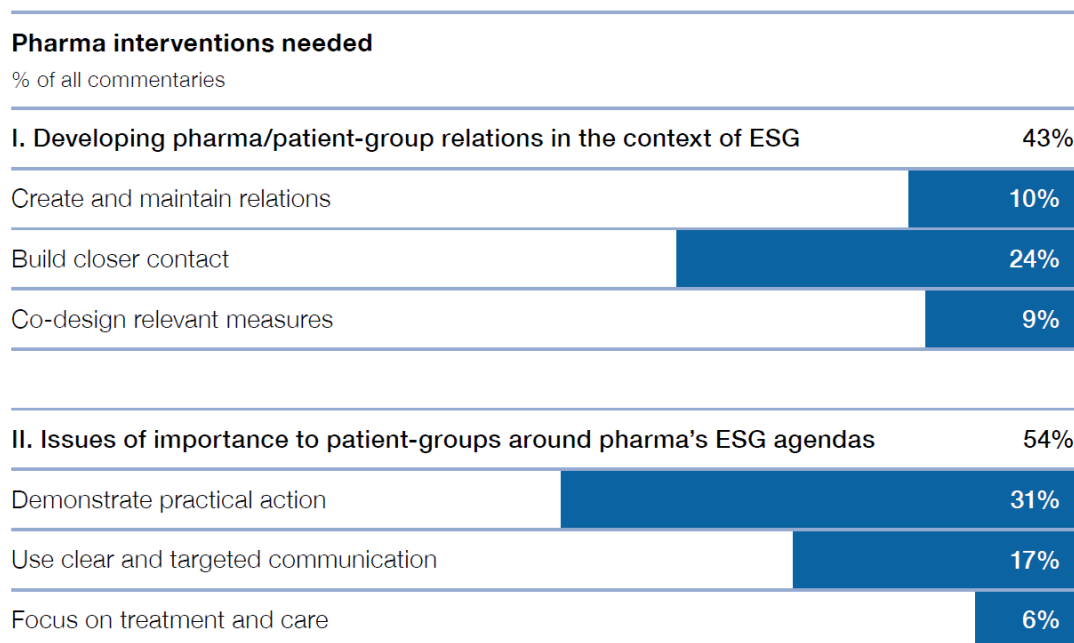 Pharma interventions needed
% of all commentaries
I. Developing pharma/patient-group relations in the context of ESG 43%
Create and maintain relations 10%
Build closer contact 24%
Co-design relevant measures 9%
II. Issues of importance to patient-groups around pharma’s ESG agendas 54%
Demonstrate practical action 31%
Use clear and targeted communication 17%
Focus on treatment and care 6%